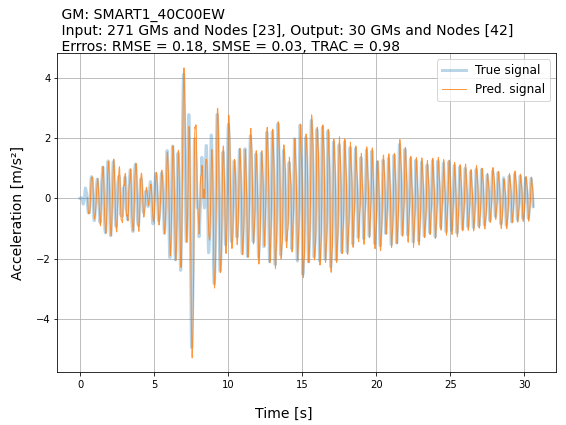 GM: SMART1_40C00EW
Input: 271 GMs and Nodes [23], Output: 30 GMs and Nodes [42]
Errros: RMSE = 0.18, SMSE = 0.03, TRAC = 0.98
True signal
Pred. signal
4
2
0
−2
−4
Acceleration [m/s²]
0 5 10 15 20 25 30
Time [s]